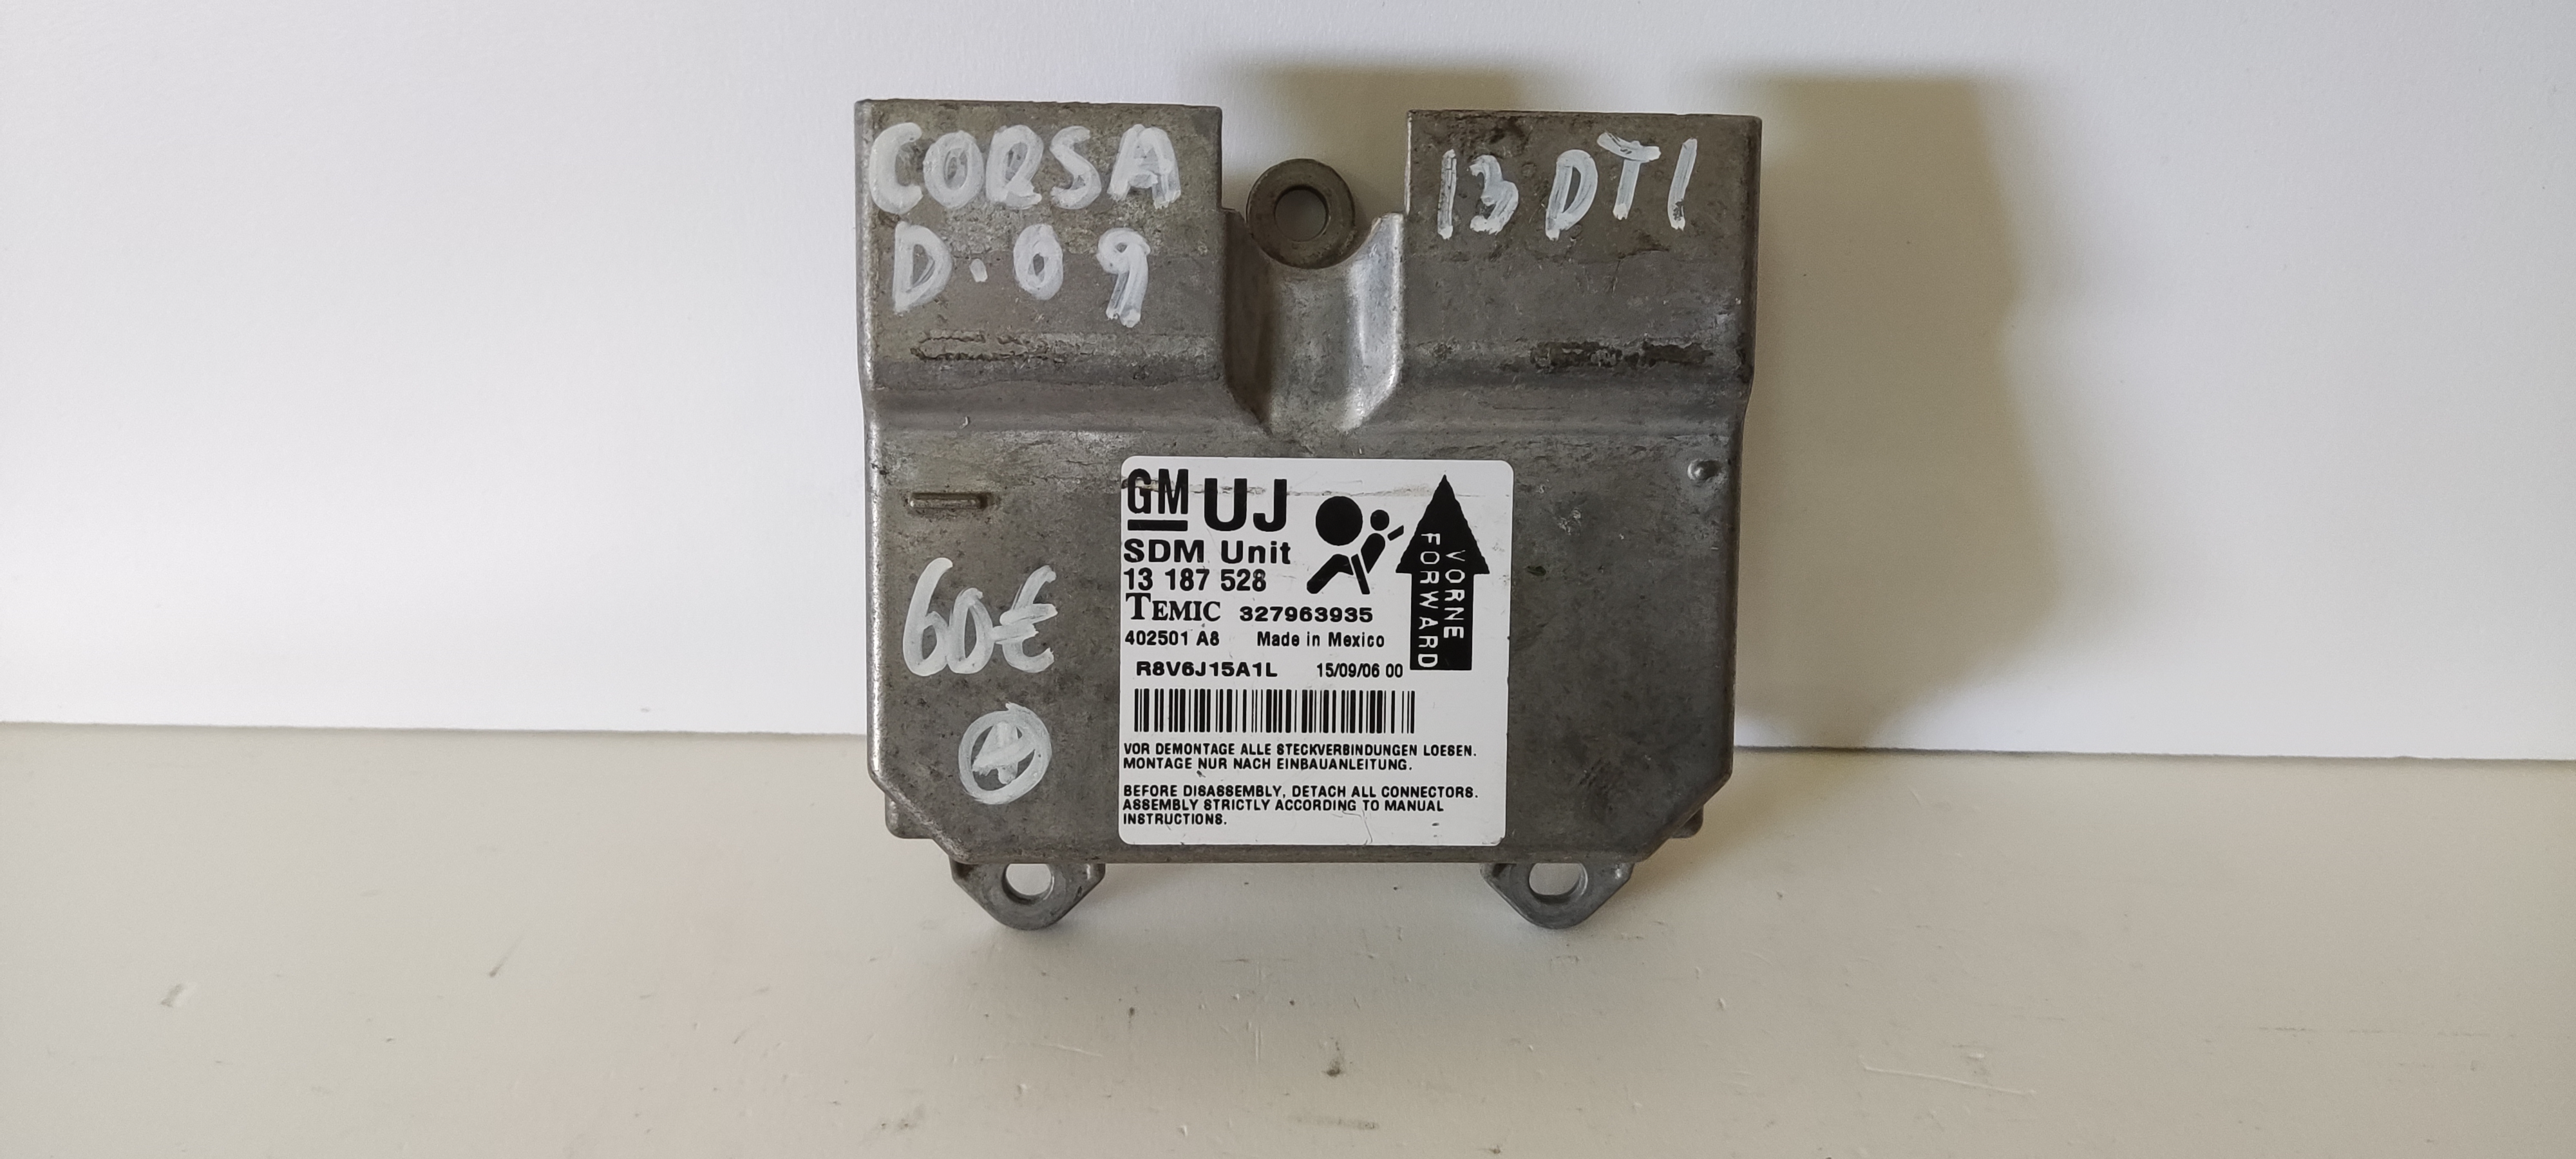 CORSA
D.09
13 DTI
60€
A
GM UJ
SDM Unit
13 187 528
TEMIC 327963935
402501 A8 Made in Mexico
R8V6J15A1L 15/09/06 00
VORNE
FORWARD
VOR DEMONTAGE ALLE STECKVERBINDUNGEN LOESEN.
MONTAGE NUR NACH EINBAUANLEITUNG.
BEFORE DISASSEMBLY, DETACH ALL CONNECTORS.
ASSEMBLY STRICTLY ACCORDING TO MANUAL
INSTRUCTIONS.